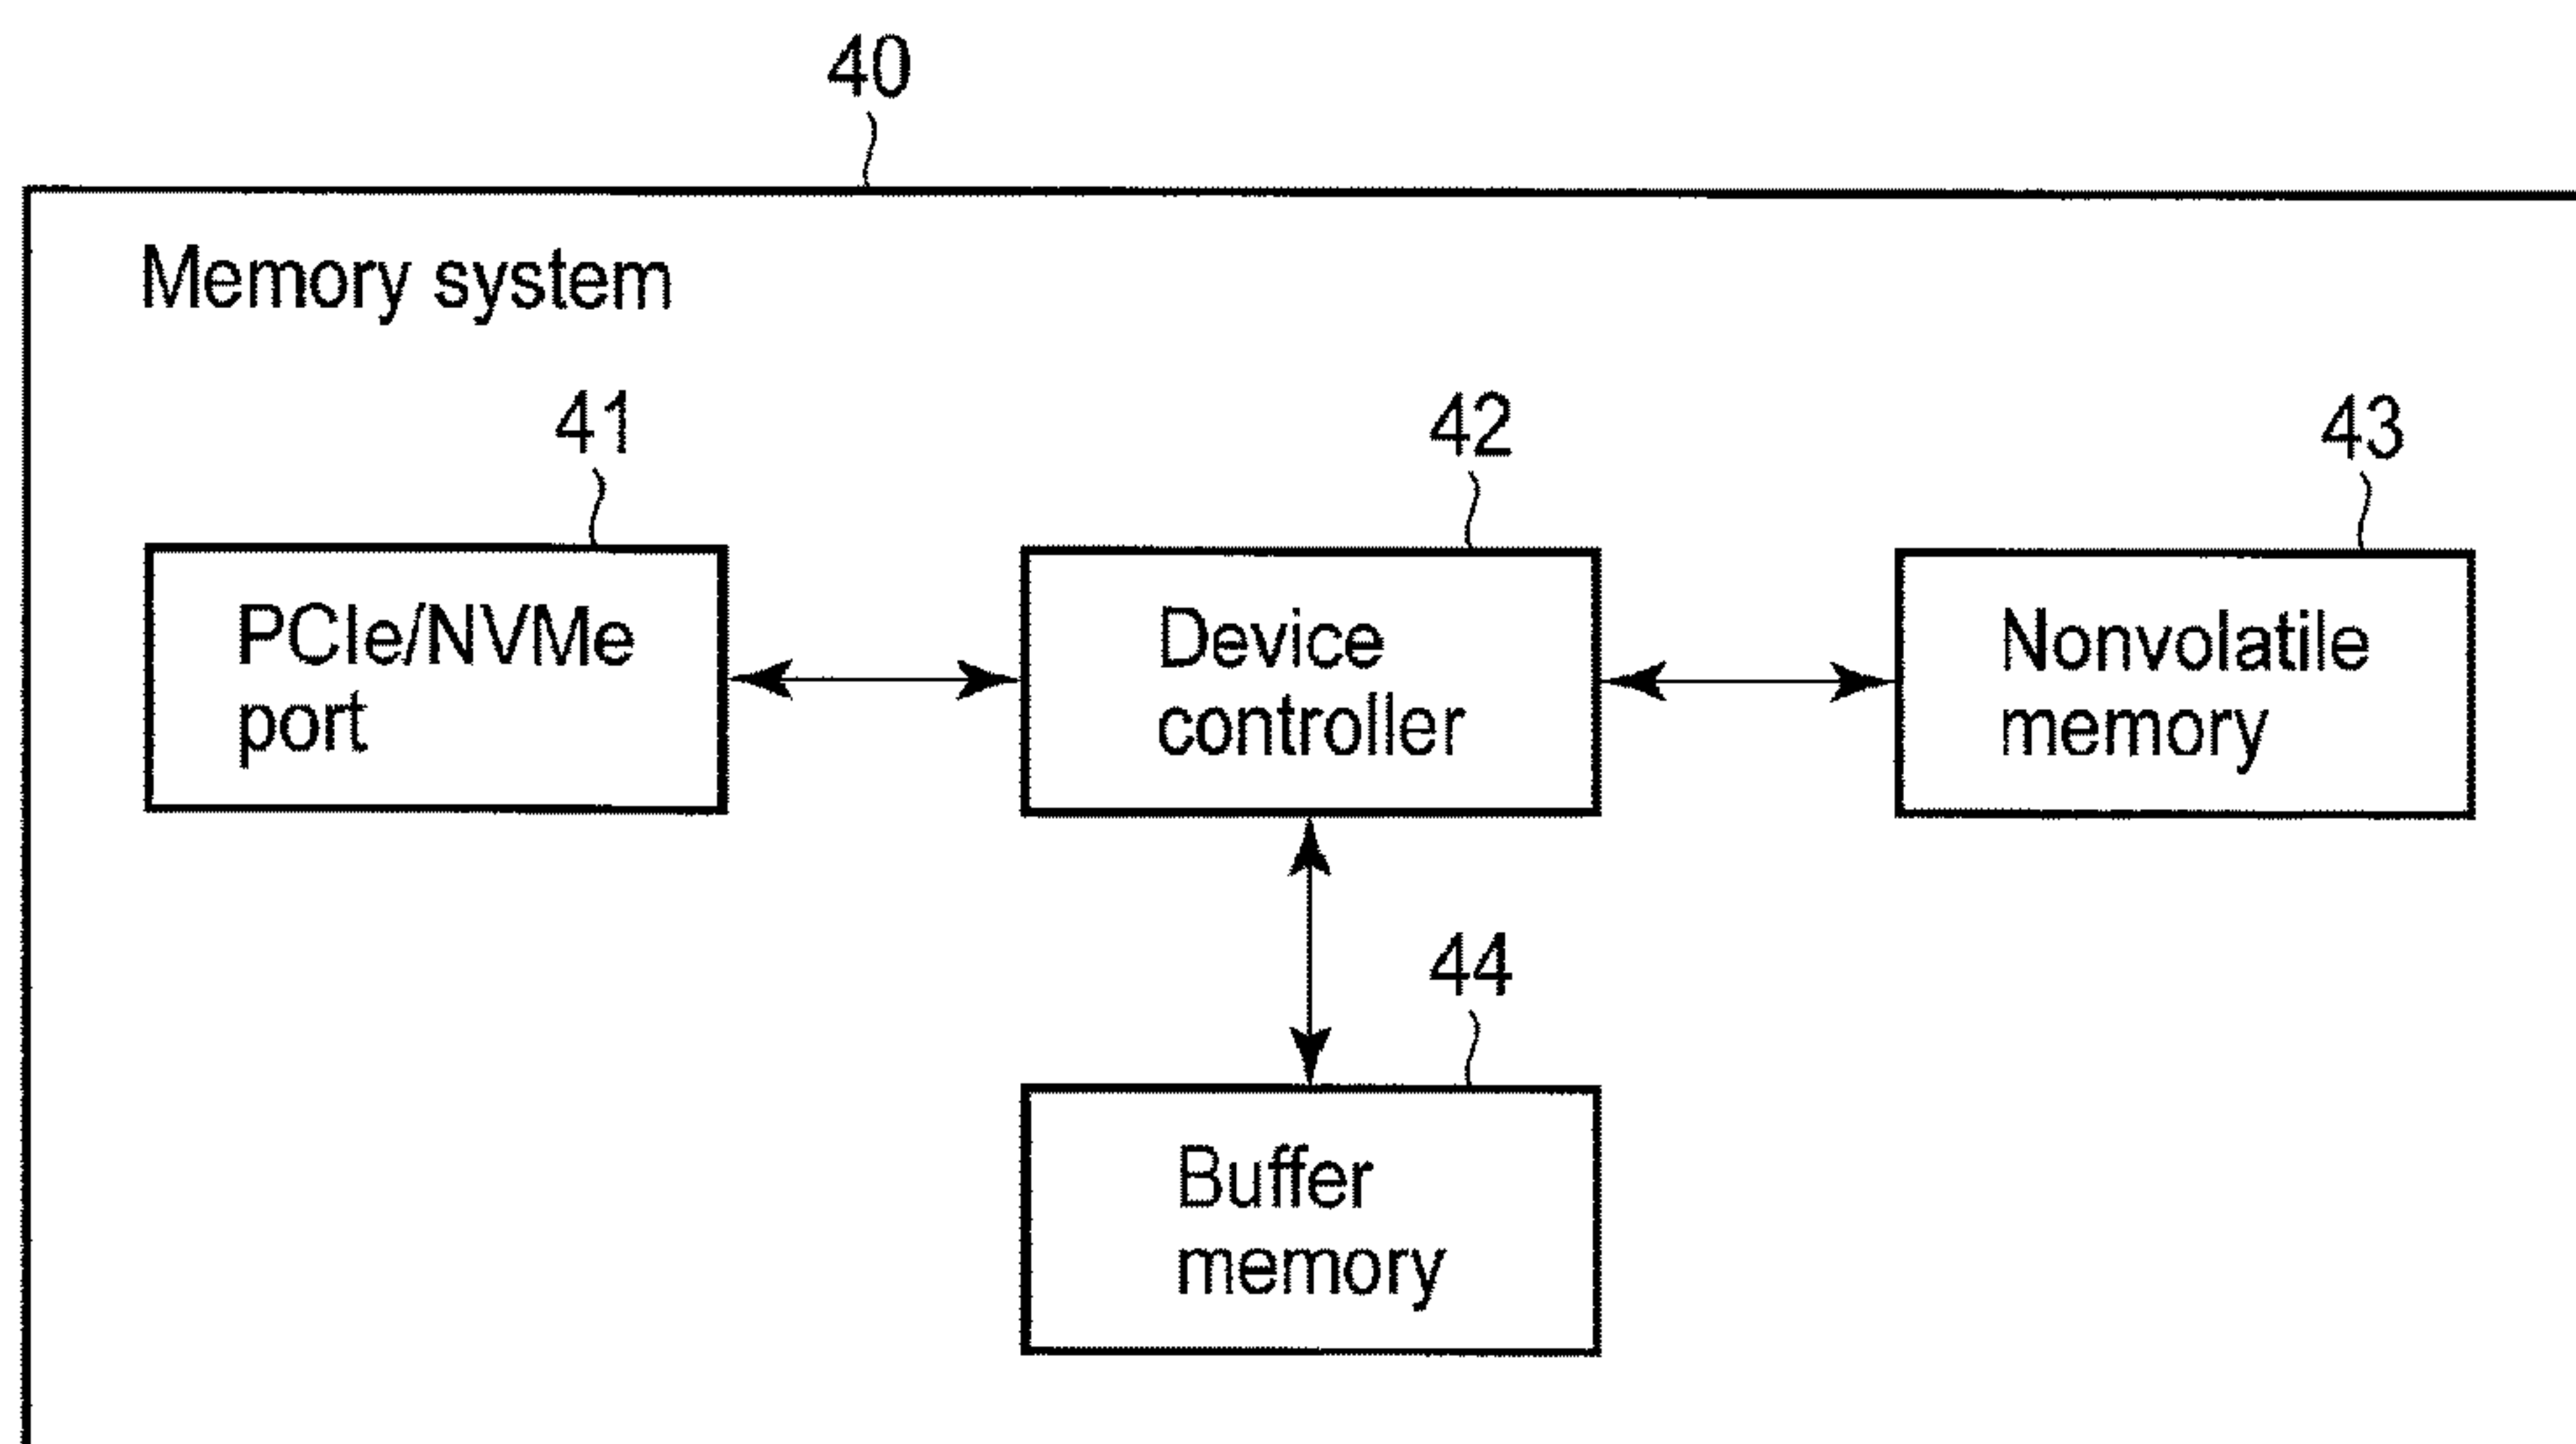 40
Memory system
41
42
43
PCIe/NVMe
port
Device
controller
Nonvolatile
memory
44
Buffer
memory